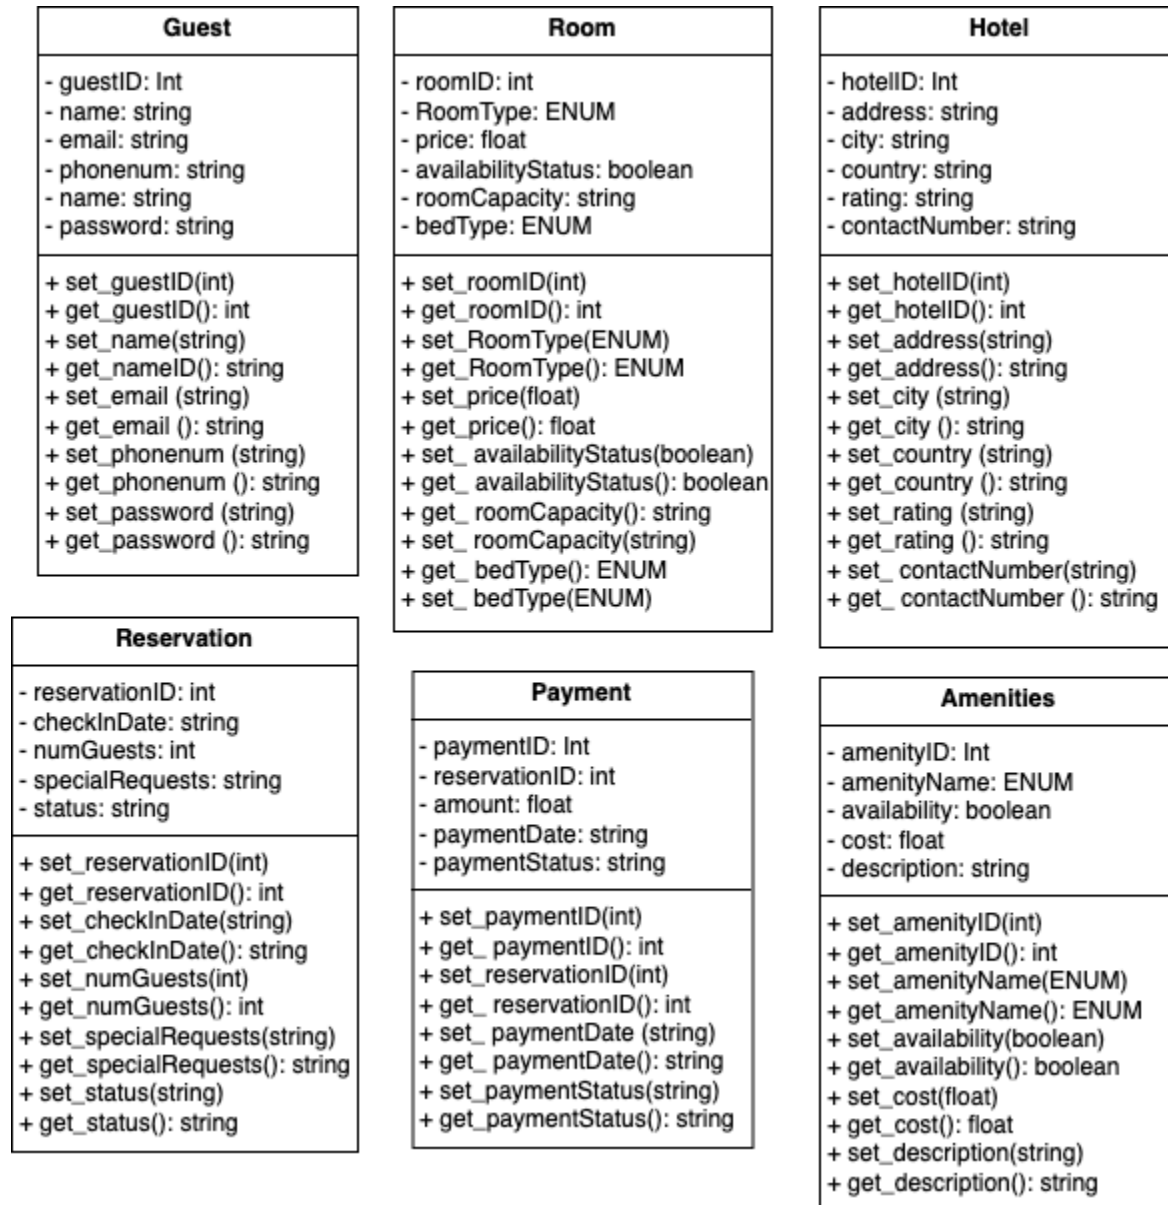 Guest
- guestID: Int
- name: string
- email: string
- phonenum: string
- name: string
- password: string
+ set_guestID(int)
+ get_guestID(): int
+ set_name(string)
+ get_nameID(): string
+ set_email (string)
+ get_email (): string
+ set_phonenum (string)
+ get_phonenum (): string
+ set_password (string)
+ get_password (): string
Room
- roomID: int
- RoomType: ENUM
- price: float
- availabilityStatus: boolean
- roomCapacity: string
- bedType: ENUM
+ set_roomID(int)
+ get_roomID(): int
+ set_RoomType(ENUM)
+ get_RoomType(): ENUM
+ set_price(float)
+ get_price(): float
+ set_ availabilityStatus(boolean)
+ get_ availabilityStatus(): boolean
+ get_ roomCapacity(): string
+ set_ roomCapacity(string)
+ get_ bedType(): ENUM
+ set_ bedType(ENUM)
Hotel
- hotelID: Int
- address: string
- city: string
- country: string
- rating: string
- contactNumber: string
+ set_hotelID(int)
+ get_hotelID(): int
+ set_address(string)
+ get_address(): string
+ set_city (string)
+ get_city (): string
+ set_country (string)
+ get_country (): string
+ set_rating (string)
+ get_rating (): string
+ set_ contactNumber(string)
+ get_ contactNumber (): string
Reservation
- reservationID: int
- checkInDate: string
- numGuests: int
- specialRequests: string
- status: string
+ set_reservationID(int)
+ get_reservationID(): int
+ set_checkInDate(string)
+ get_checkInDate(): string
+ set_numGuests(int)
+ get_numGuests(): int
+ set_specialRequests(string)
+ get_specialRequests(): string
+ set_status(string)
+ get_status(): string
Payment
- paymentID: Int
- reservationID: int
- amount: float
- paymentDate: string
- paymentStatus: string
+ set_paymentID(int)
+ get_ paymentID(): int
+ set_reservationID(int)
+ get_ reservationID(): int
+ set_ paymentDate (string)
+ get_ paymentDate(): string
+ set_paymentStatus(string)
+ get_paymentStatus(): string
Amenities
- amenityID: Int
- amenityName: ENUM
- availability: boolean
- cost: float
- description: string
+ set_amenityID(int)
+ get_amenityID(): int
+ set_amenityName(ENUM)
+ get_amenityName(): ENUM
+ set_availability(boolean)
+ get_availability(): boolean
+ set_cost(float)
+ get_cost(): float
+ set_description(string)
+ get_description(): string